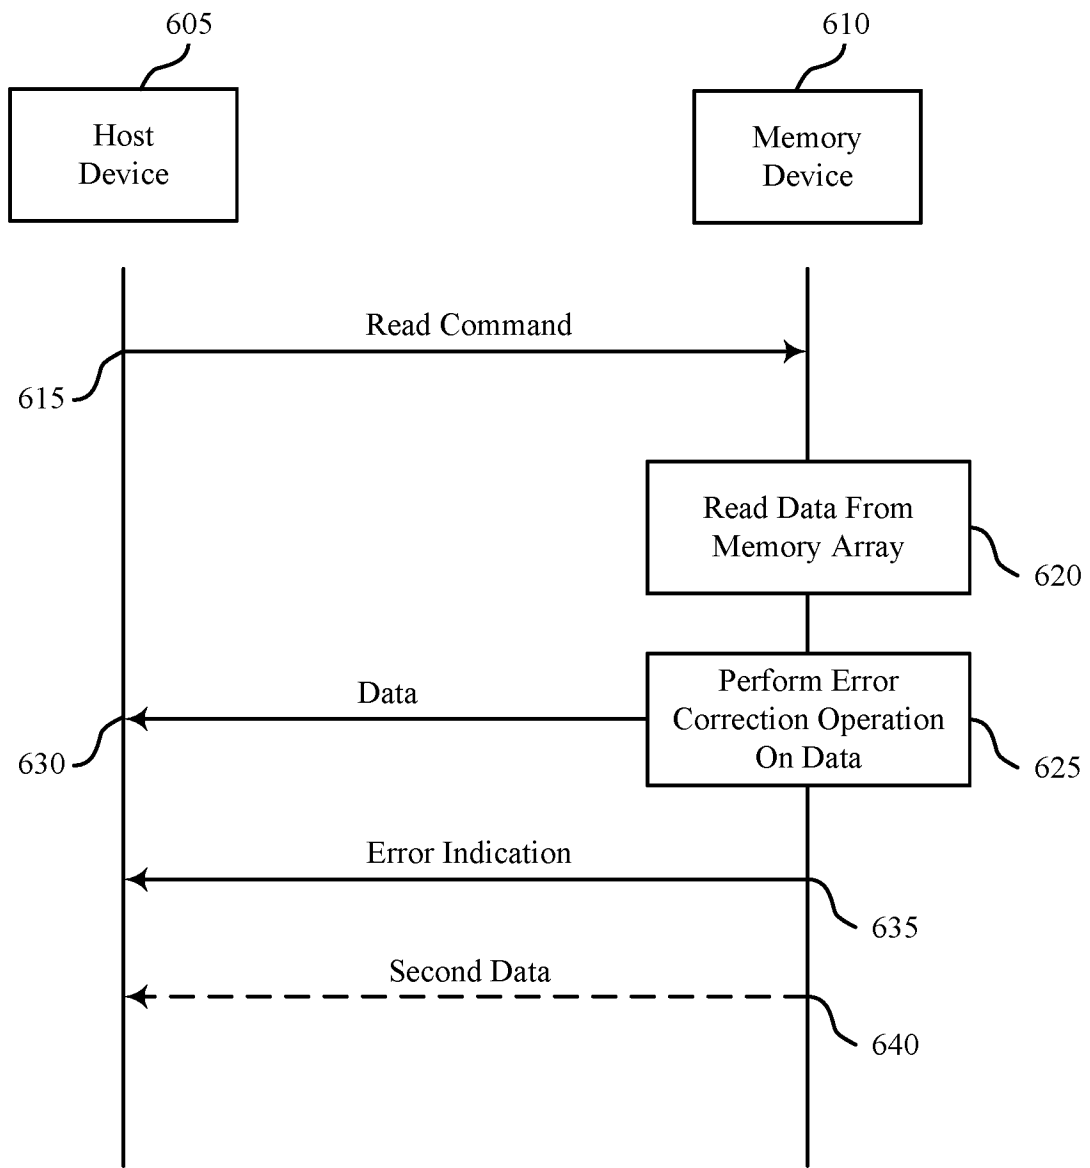 605
610
Host
Device
Memory
Device
Read Command
615
Read Data From
Memory Array
620
Perform Error
Correction Operation
On Data
Data
630
625
Error Indication
635
Second Data
640